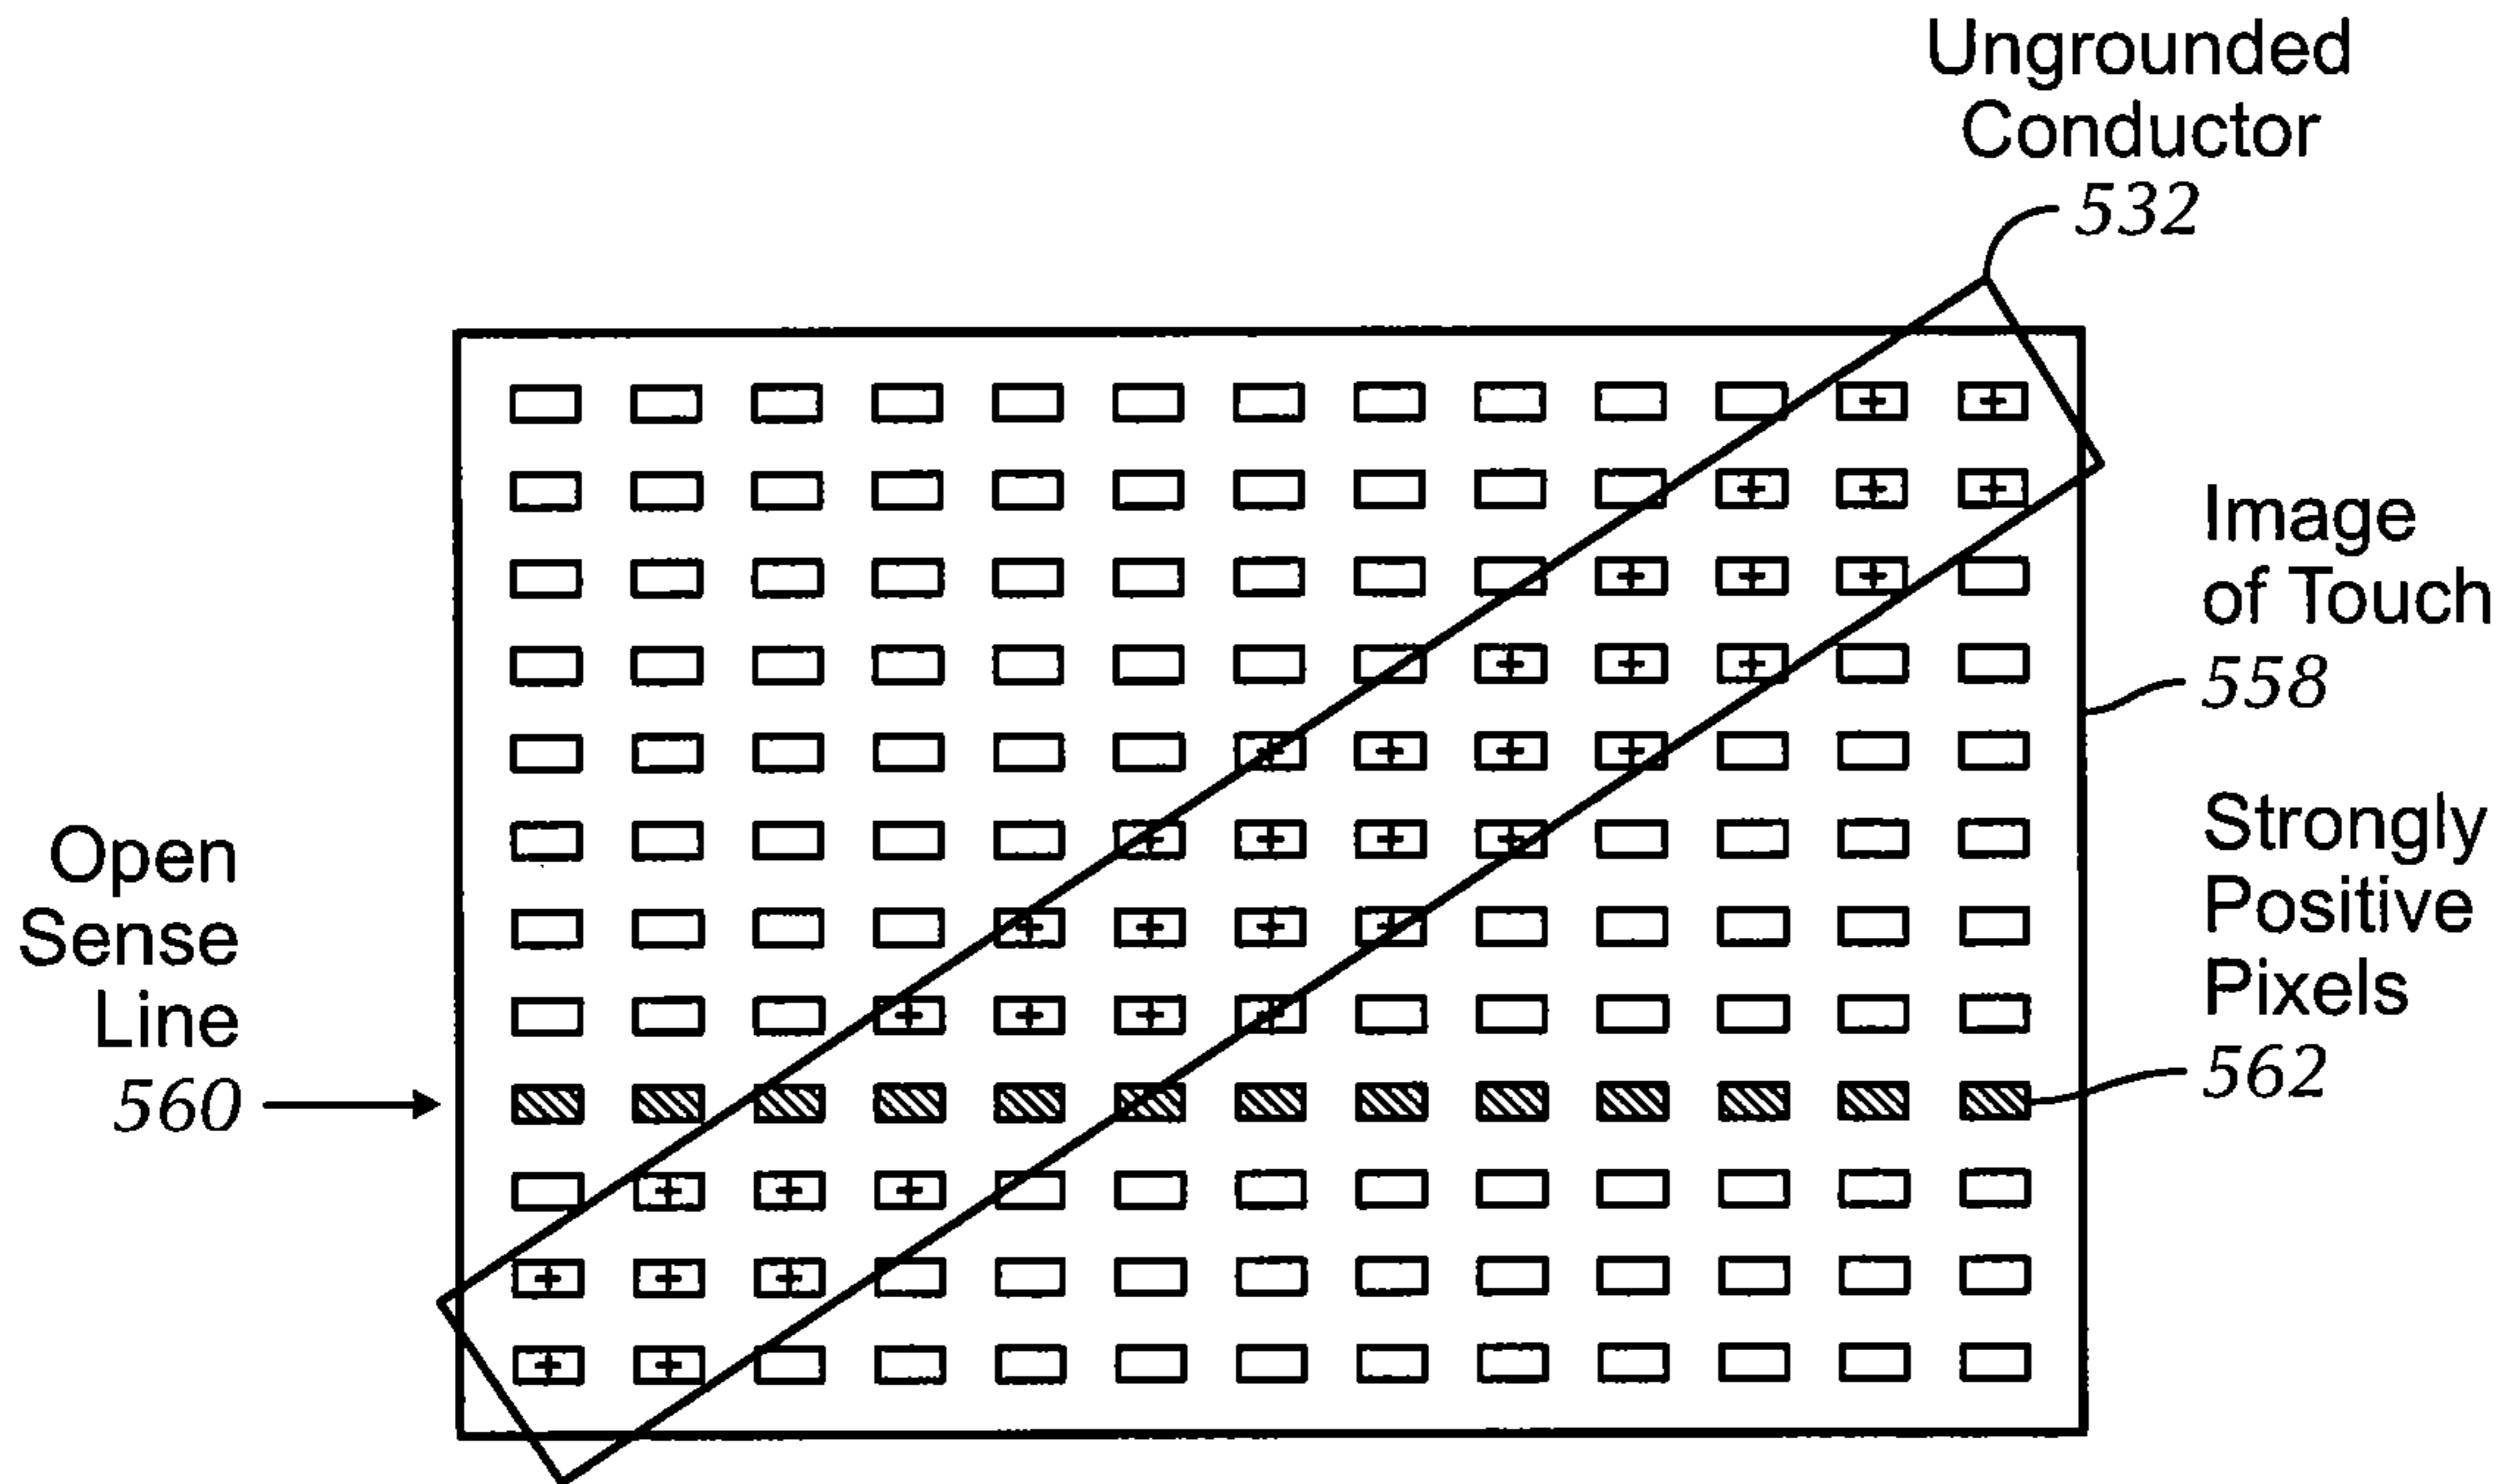 Ungrounded
Conductor
532
Image
of Touch
558
Open
Sense
Line
560
Strongly
Positive
Pixels
562